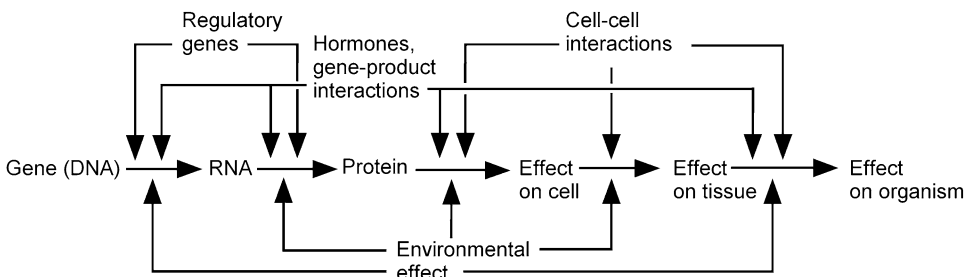 Regulatory
genes
Hormones,
gene-product
interactions
Cell-cell
interactions
Gene (DNA)
RNA
Protein
Effect
on cell
Effect
on tissue
Effect
on organism
Environmental
effect